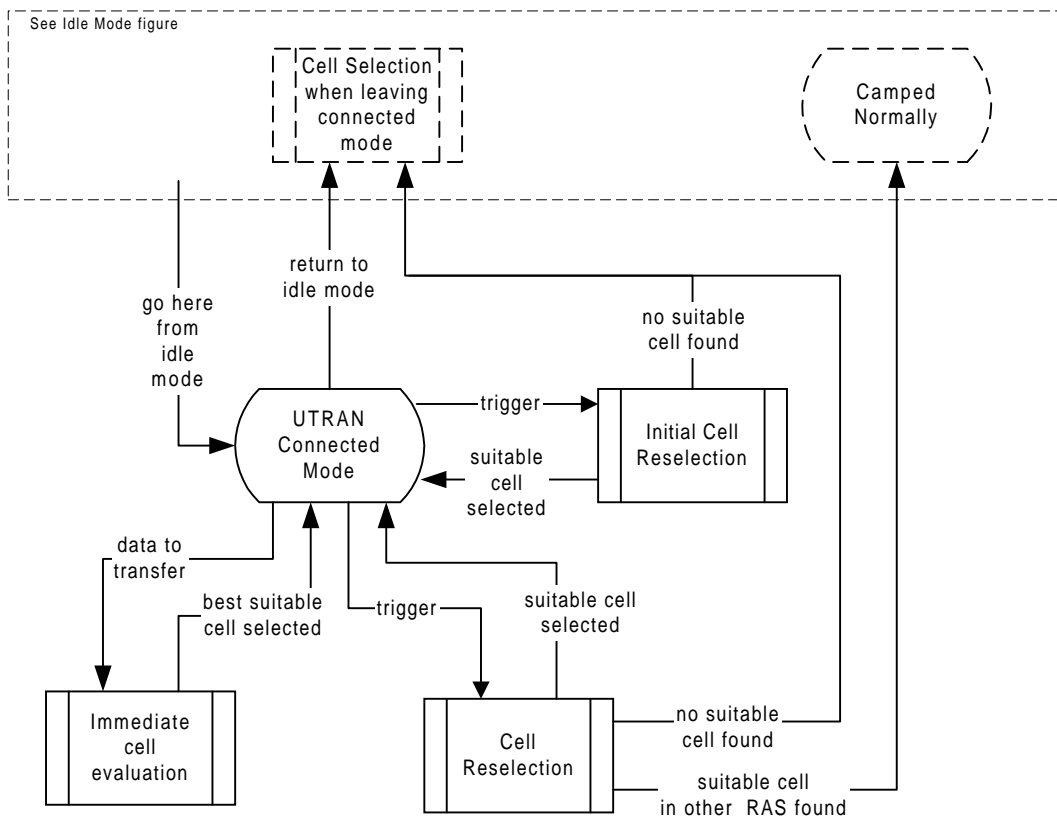 See Idle Mode figure
Cell Selection
when leaving
connected
mode
Camped
Normally
return to
idle mode
go here
from
idle
mode
no suitable
cell found
UTRAN
Connected
Mode
trigger
Initial Cell
Reselection
suitable
cell
selected
data to
transfer
best suitable
cell selected
trigger
suitable cell
selected
Immediate
cell
evaluation
Cell
Reselection
no suitable
cell found
suitable cell
in other RAS found